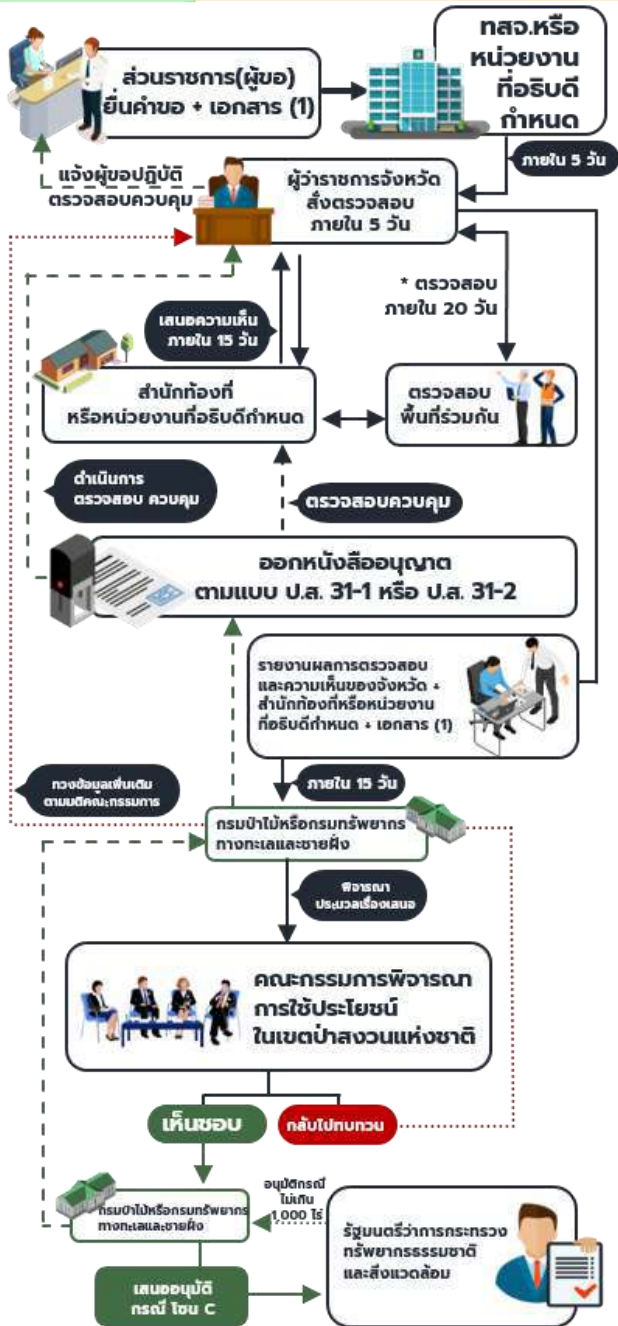 ส่วนราชการ(ผู้ขอ)
ยื่นคำขอ + เอกสาร (1)
ทสจ.หรือ
หน่วยงาน
ที่อธิบดี
กำหนด
ภายใน 5 วัน
แจ้งผู้ขอปฏิบัติ
ตรวจสอบควบคุม
ผู้ว่าราชการจังหวัด
สั่งตรวจสอบ
ภายใน 5 วัน
* ตรวจสอบ
ภายใน 20 วัน
เสนอความเห็น
ภายใน 15 วัน
สำนักท้องที่
หรือหน่วยงานที่อธิบดีกำหนด
ตรวจสอบ
พื้นที่ร่วมกัน
ดำเนินการ
ตรวจสอบ ควบคุม
ตรวจสอบควบคุม
ออกหนังสืออนุญาต
ตามแบบ ป.ส. 31-1 หรือ ป.ส. 31-2
รายงานผลการตรวจสอบ
และความเห็นของจังหวัด +
สำนักท้องที่หรือหน่วยงาน
ที่อธิบดีกำหนด + เอกสาร (1)
ภายใน 15 วัน
ทวงข้อมูลเพิ่มเติม
ตามมติคณะกรรมการ
กรมป่าไม้หรือกรมทรัพยากร
ทางทะเลและชายฝั่ง
พิจารณา
ประมวลเรื่องเสนอ
คณะกรรมการพิจารณา
การใช้ประโยชน์
ในเขตป่าสงวนแห่งชาติ
เห็นชอบ
กลับไปทบทวน
กรมป่าไม้หรือกรมทรัพยากร
ทางทะเลและชายฝั่ง
อนุมัติกรณี
ไม่เกิน
1,000 ไร่
รัฐมนตรีว่าการกระทรวง
ทรัพยากรธรรมชาติ
และสิ่งแวดล้อม
เสนออนุมัติ
กรณี โซน C